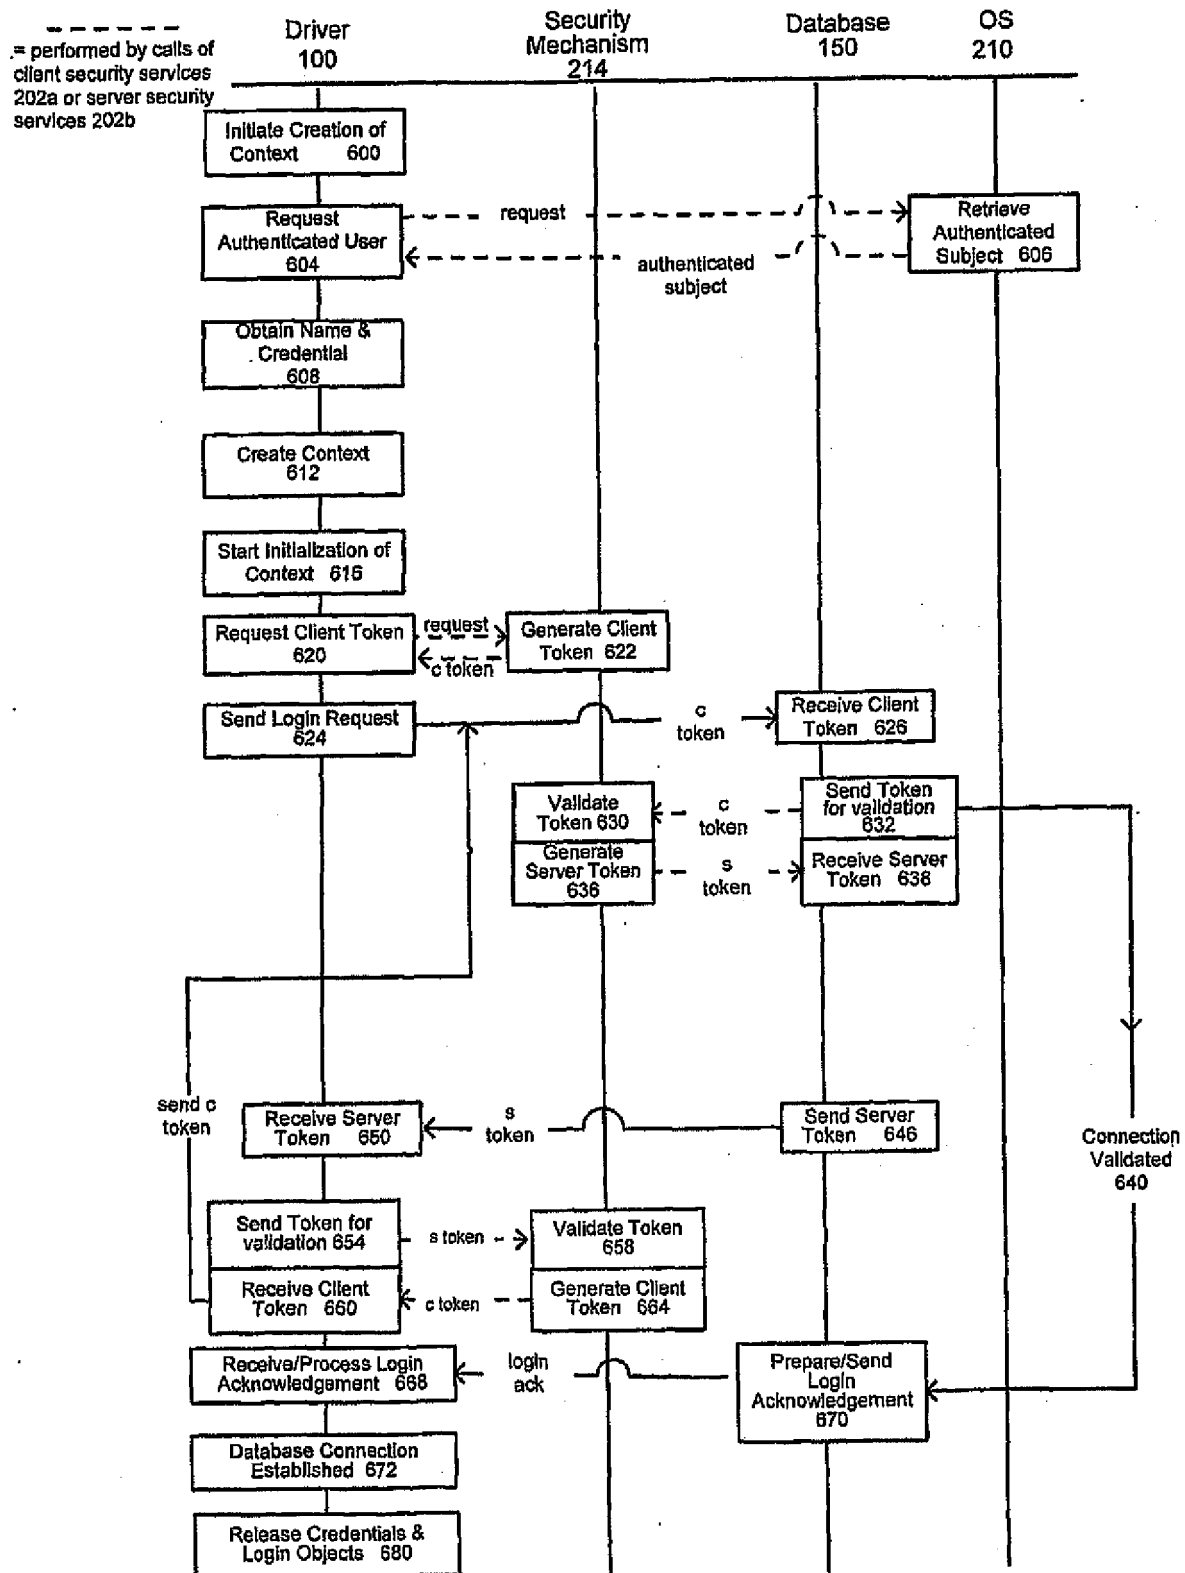 Driver
100
Security
Mechanism
214
Database
150
OS
210
= performed by calls of
client security services
202a or server security
services 202b
Initiate Creation of
Context 600
Request
Authenticated User
604
request
Retrieve
Authenticated
Subject 606
authenticated
subject
Obtain Name &
Credential
608
Create Context
612
Start Initialization of
Context 616
Request Client Token
620
request
c token
Generate Client
Token 622
Send Login Request
624
c
token
Receive Client
Token 626
Validate
Token 630
c
token
Send Token
for validation
632
Generate
Server Token
636
s
token
Receive Server
Token 638
send c
token
Receive Server
Token 650
s
token
Send Server
Token 646
Connection
Validated
640
Send Token for
validation 654
s token
Validate Token
658
Receive Client
Token 660
c token
Generate Client
Token 664
Receive/Process Login
Acknowledgement 668
login
ack
Prepare/Send
Login
Acknowledgement
670
Database Connection
Established 672
Release Credentials &
Login Objects 680